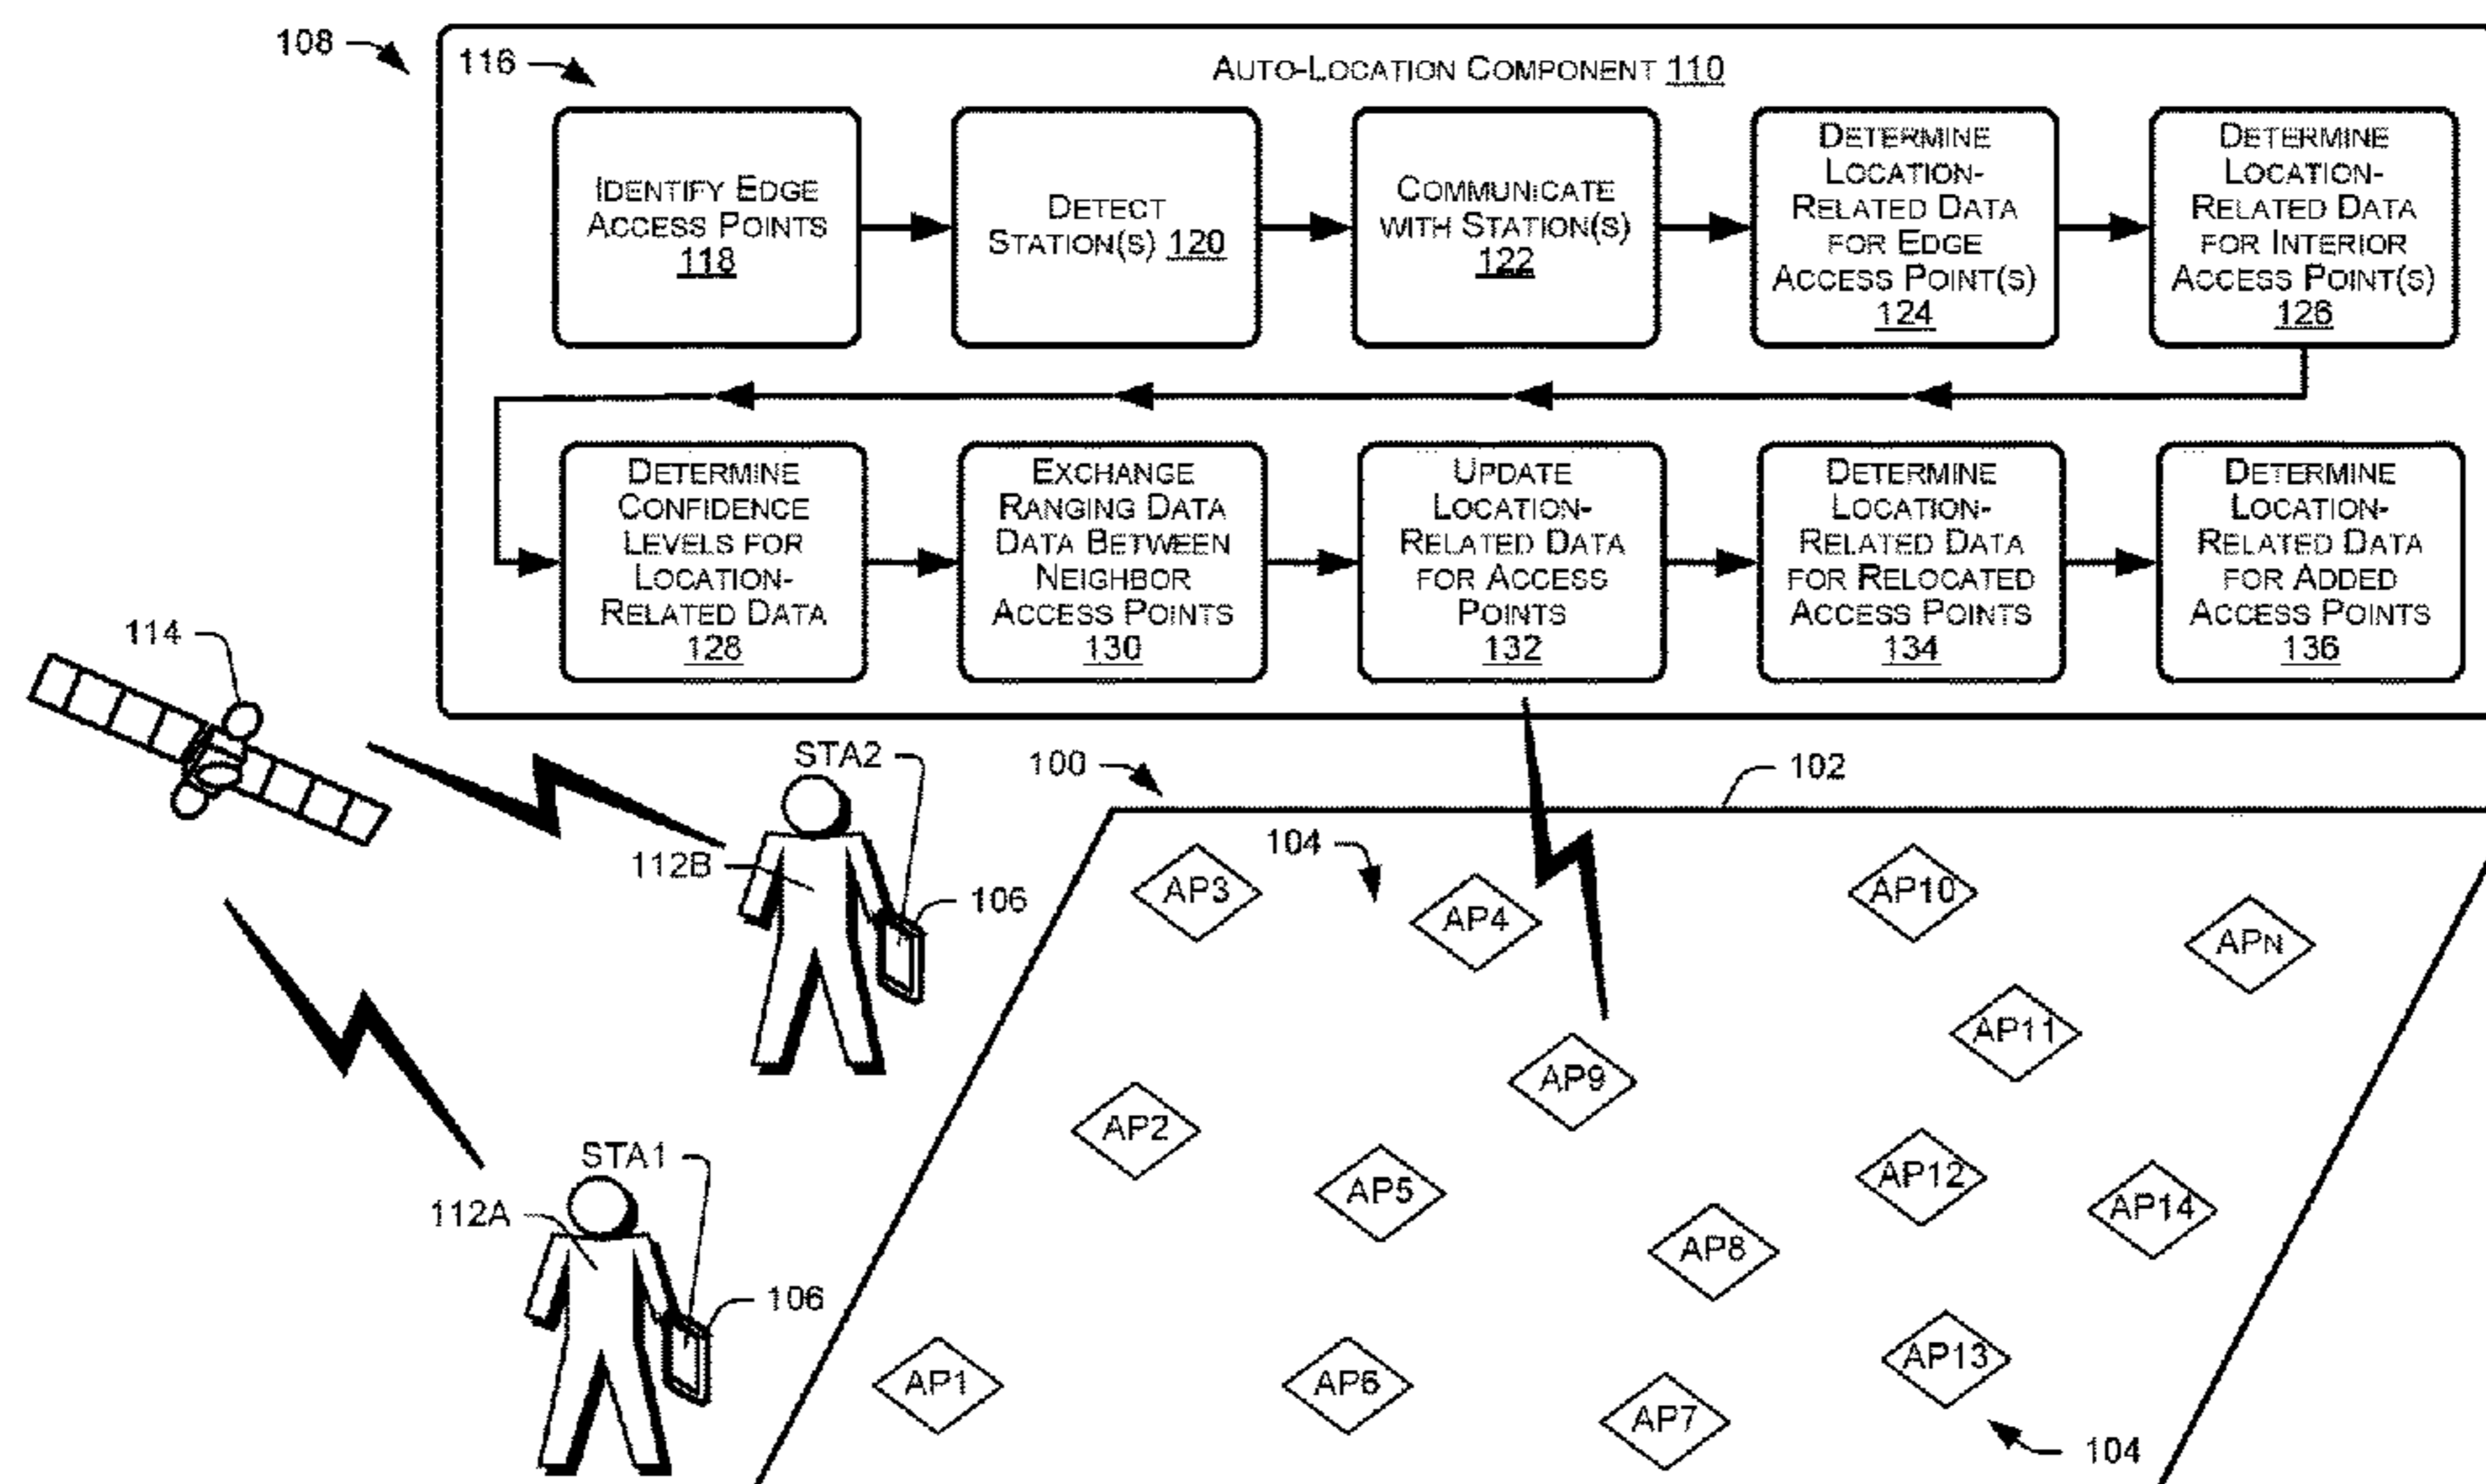 108
116
AUTO-LOCATION COMPONENT 110
IDENTIFY EDGE
ACCESS POINTS
118
DETECT
STATION(S) 120
COMMUNICATE
WITH STATION(S)
122
DETERMINE
LOCATION-
RELATED DATA
FOR EDGE
ACCESS POINT(S)
124
DETERMINE
LOCATION-
RELATED DATA
FOR INTERIOR
ACCESS POINT(S)
126
DETERMINE
CONFIDENCE
LEVELS FOR
LOCATION-
RELATED DATA
128
EXCHANGE
RANGING DATA
DATA BETWEEN
NEIGHBOR
ACCESS POINTS
130
UPDATE
LOCATION-
RELATED DATA
FOR ACCESS
POINTS
132
DETERMINE
LOCATION-
RELATED DATA
FOR RELOCATED
ACCESS POINTS
134
DETERMINE
LOCATION-
RELATED DATA
FOR ADDED
ACCESS POINTS
136
114
STA2
112B
106
100
102
104
AP3
AP4
AP10
APN
AP11
AP9
AP2
AP5
AP12
AP14
AP8
STA1
112A
106
AP1
AP6
AP7
AP13
104